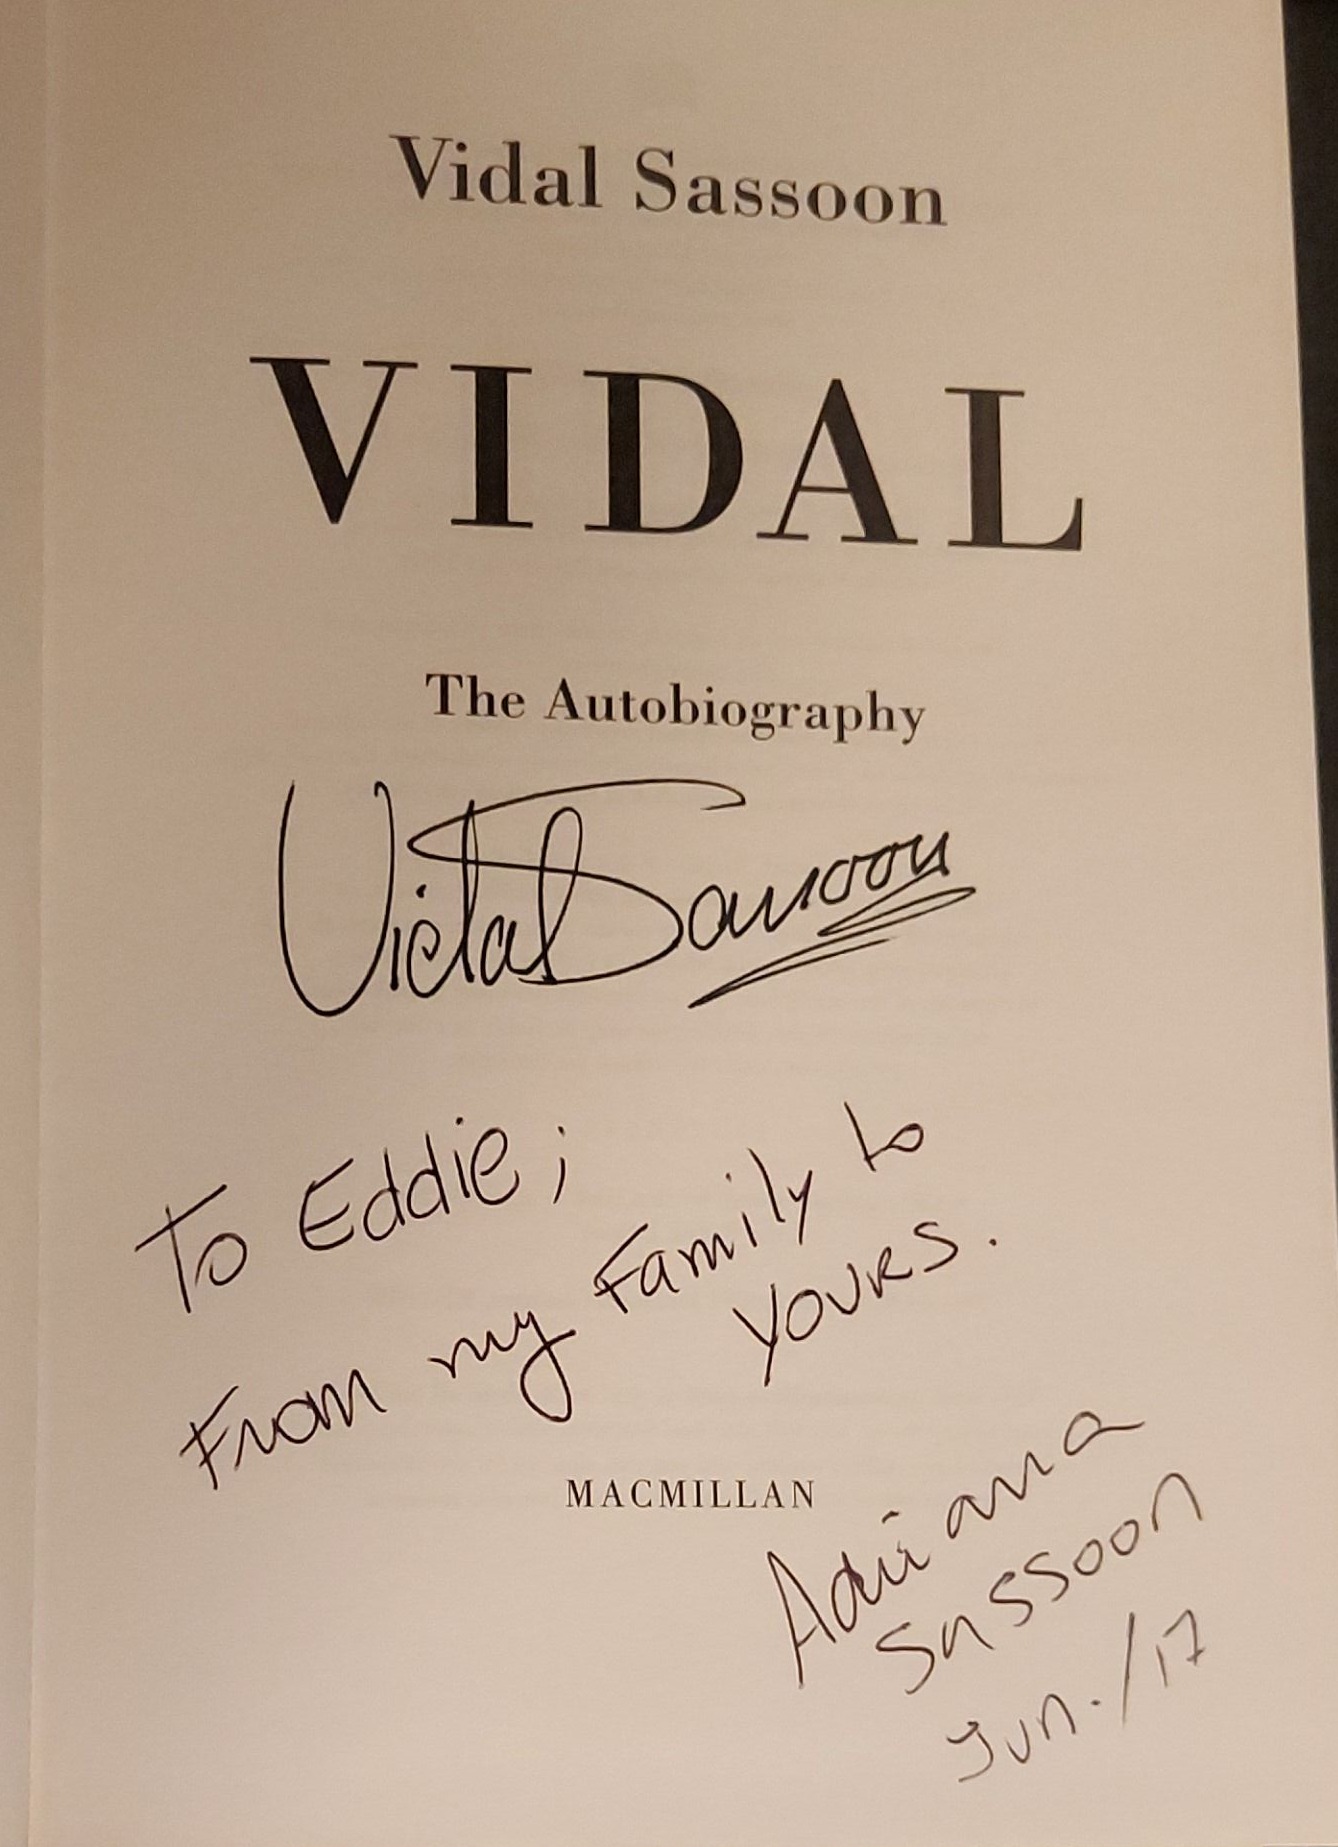 Vidal Sassoon
VIDAL
The Autobiography
Vidal Sassoon
To Eddie;
From my Family to
yours.
MACMILLAN
Adriana
Sassoon
Jun./17